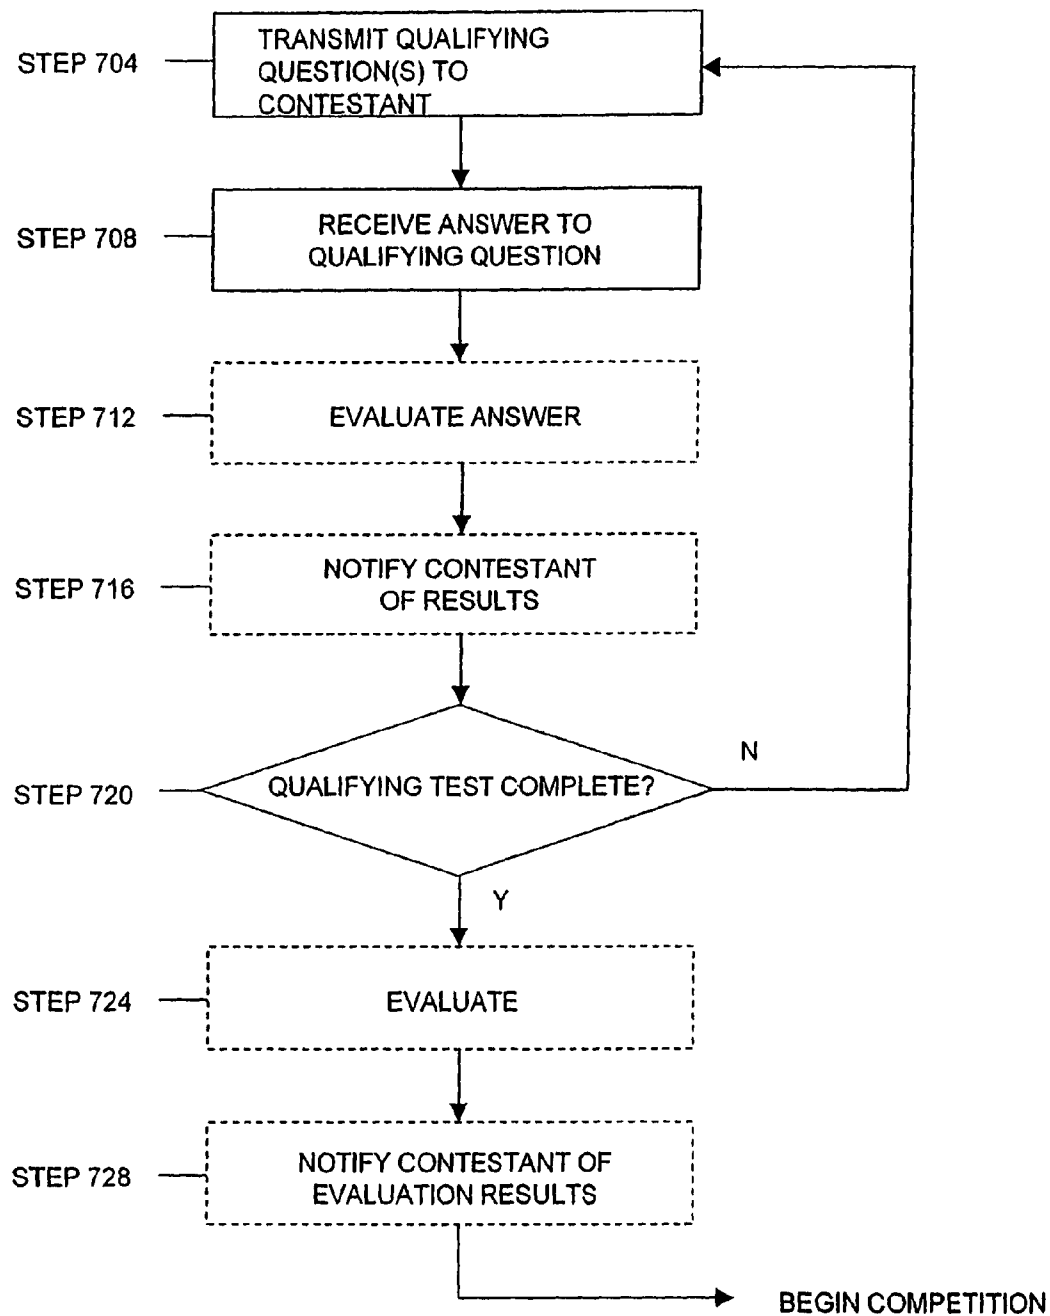 STEP 704
TRANSMIT QUALIFYING
QUESTION(S) TO
CONTESTANT
STEP 708
RECEIVE ANSWER TO
QUALIFYING QUESTION
STEP 712
EVALUATE ANSWER
STEP 716
NOTIFY CONTESTANT
OF RESULTS
N
STEP 720
QUALIFYING TEST COMPLETE?
Y
STEP 724
EVALUATE
STEP 728
NOTIFY CONTESTANT OF
EVALUATION RESULTS
BEGIN COMPETITION